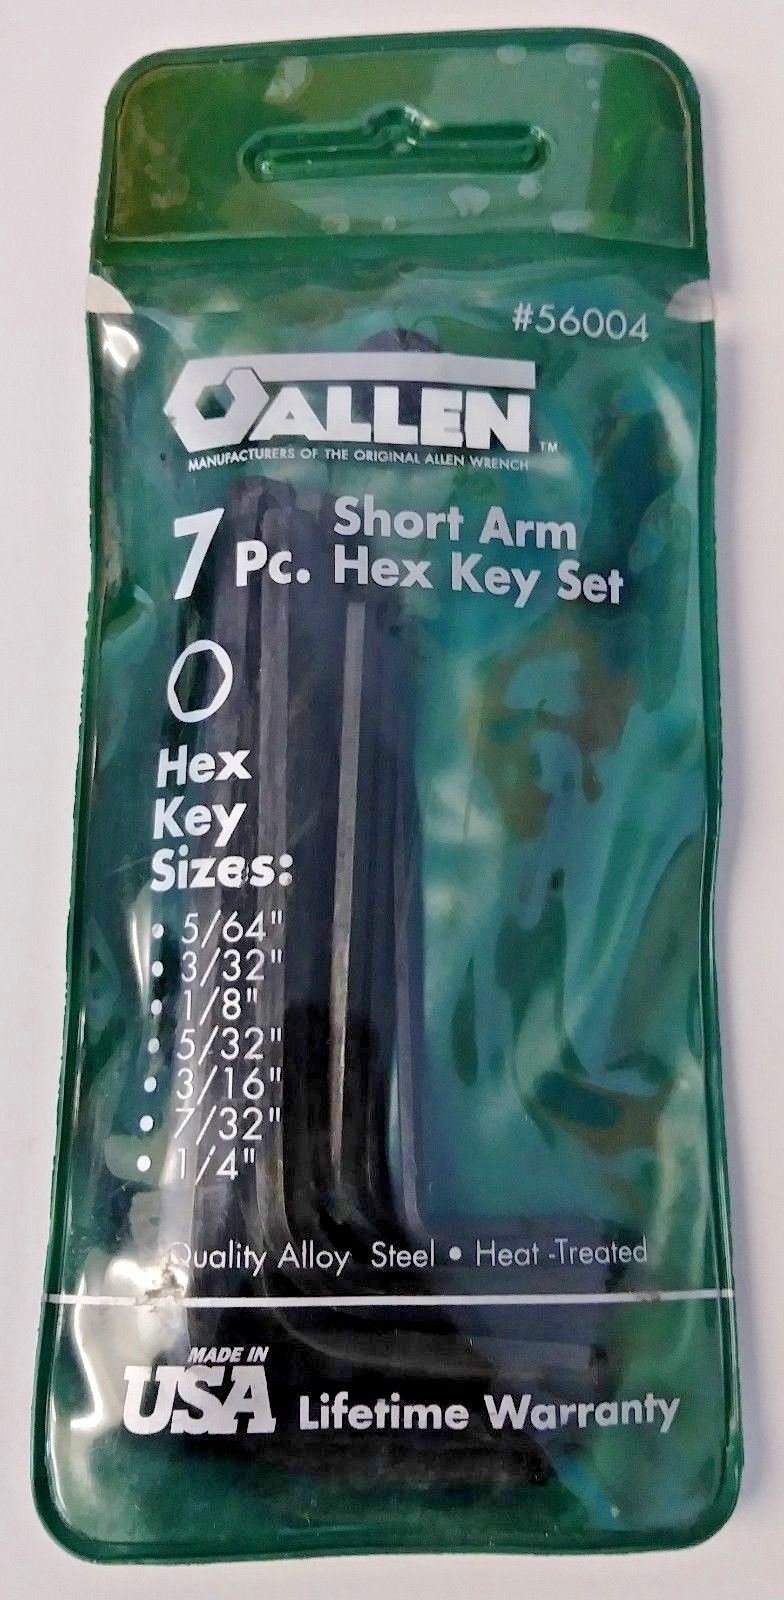 #56004
ALLEN™
MANUFACTURERS OF THE ORIGINAL ALLEN WRENCH
7 Pc. Short Arm
Hex Key Set
Hex
Key
Sizes:
• 5/64"
• 3/32"
• 1/8"
• 5/32"
• 3/16"
• 7/32"
• 1/4"
Quality Alloy Steel • Heat-Treated
MADE IN
USA Lifetime Warranty